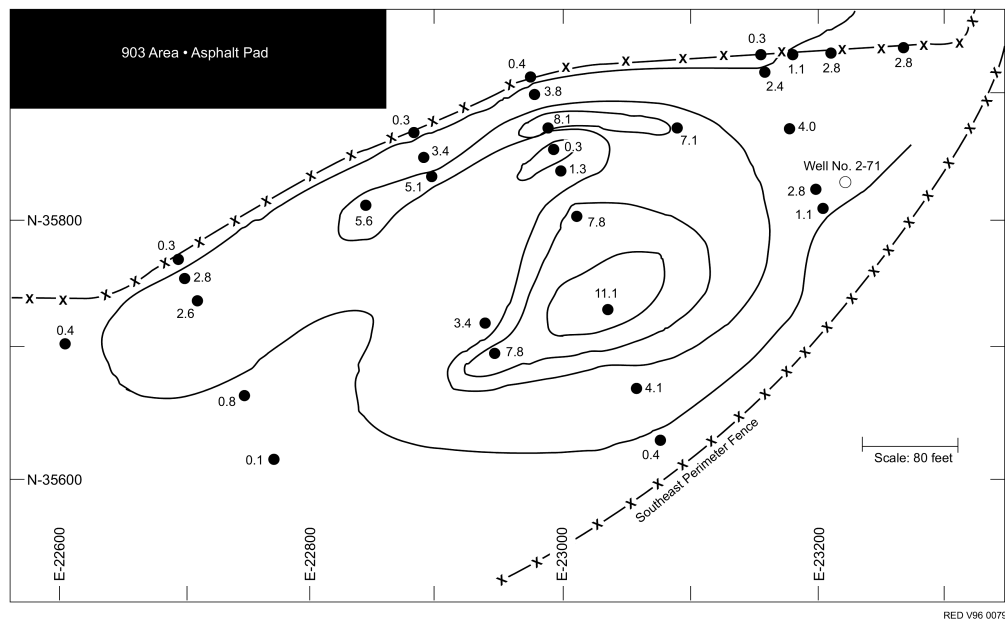 903 Area • Asphalt Pad
0.3
1.1
2.8
2.8
0.4
2.4
3.8
0.3
8.1
7.1
4.0
3.4
0.3
5.1
1.3
Well No. 2-71
2.8
1.1
5.6
7.8
N-35800
0.3
2.8
2.6
11.1
0.4
3.4
7.8
4.1
0.8
0.4
0.1
Southeast Perimeter Fence
Scale: 80 feet
N-35600
E-22600
E-22800
E-23000
E-23200
RED V96 0079